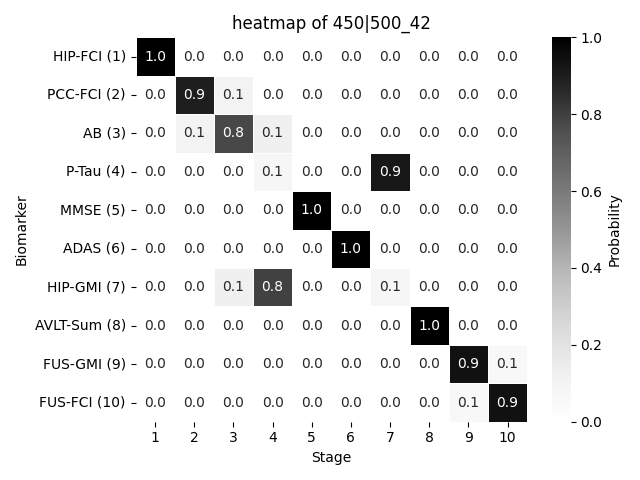 heatmap of 450|500_42
HIP-FCI (1) 1.0 0.0 0.0 0.0 0.0 0.0 0.0 0.0 0.0 0.0
PCC-FCI (2) 0.0 0.9 0.1 0.0 0.0 0.0 0.0 0.0 0.0 0.0
AB (3) 0.0 0.1 0.8 0.1 0.0 0.0 0.0 0.0 0.0 0.0
P-Tau (4) 0.0 0.0 0.0 0.1 0.0 0.0 0.9 0.0 0.0 0.0
MMSE (5) 0.0 0.0 0.0 0.0 1.0 0.0 0.0 0.0 0.0 0.0
ADAS (6) 0.0 0.0 0.0 0.0 0.0 1.0 0.0 0.0 0.0 0.0
HIP-GMI (7) 0.0 0.0 0.1 0.8 0.0 0.0 0.1 0.0 0.0 0.0
AVLT-Sum (8) 0.0 0.0 0.0 0.0 0.0 0.0 0.0 1.0 0.0 0.0
FUS-GMI (9) 0.0 0.0 0.0 0.0 0.0 0.0 0.0 0.0 0.9 0.1
FUS-FCI (10) 0.0 0.0 0.0 0.0 0.0 0.0 0.0 0.0 0.1 0.9
1 2 3 4 5 6 7 8 9 10
Stage
Biomarker
1.0
0.8
0.6
0.4
0.2
0.0
Probability